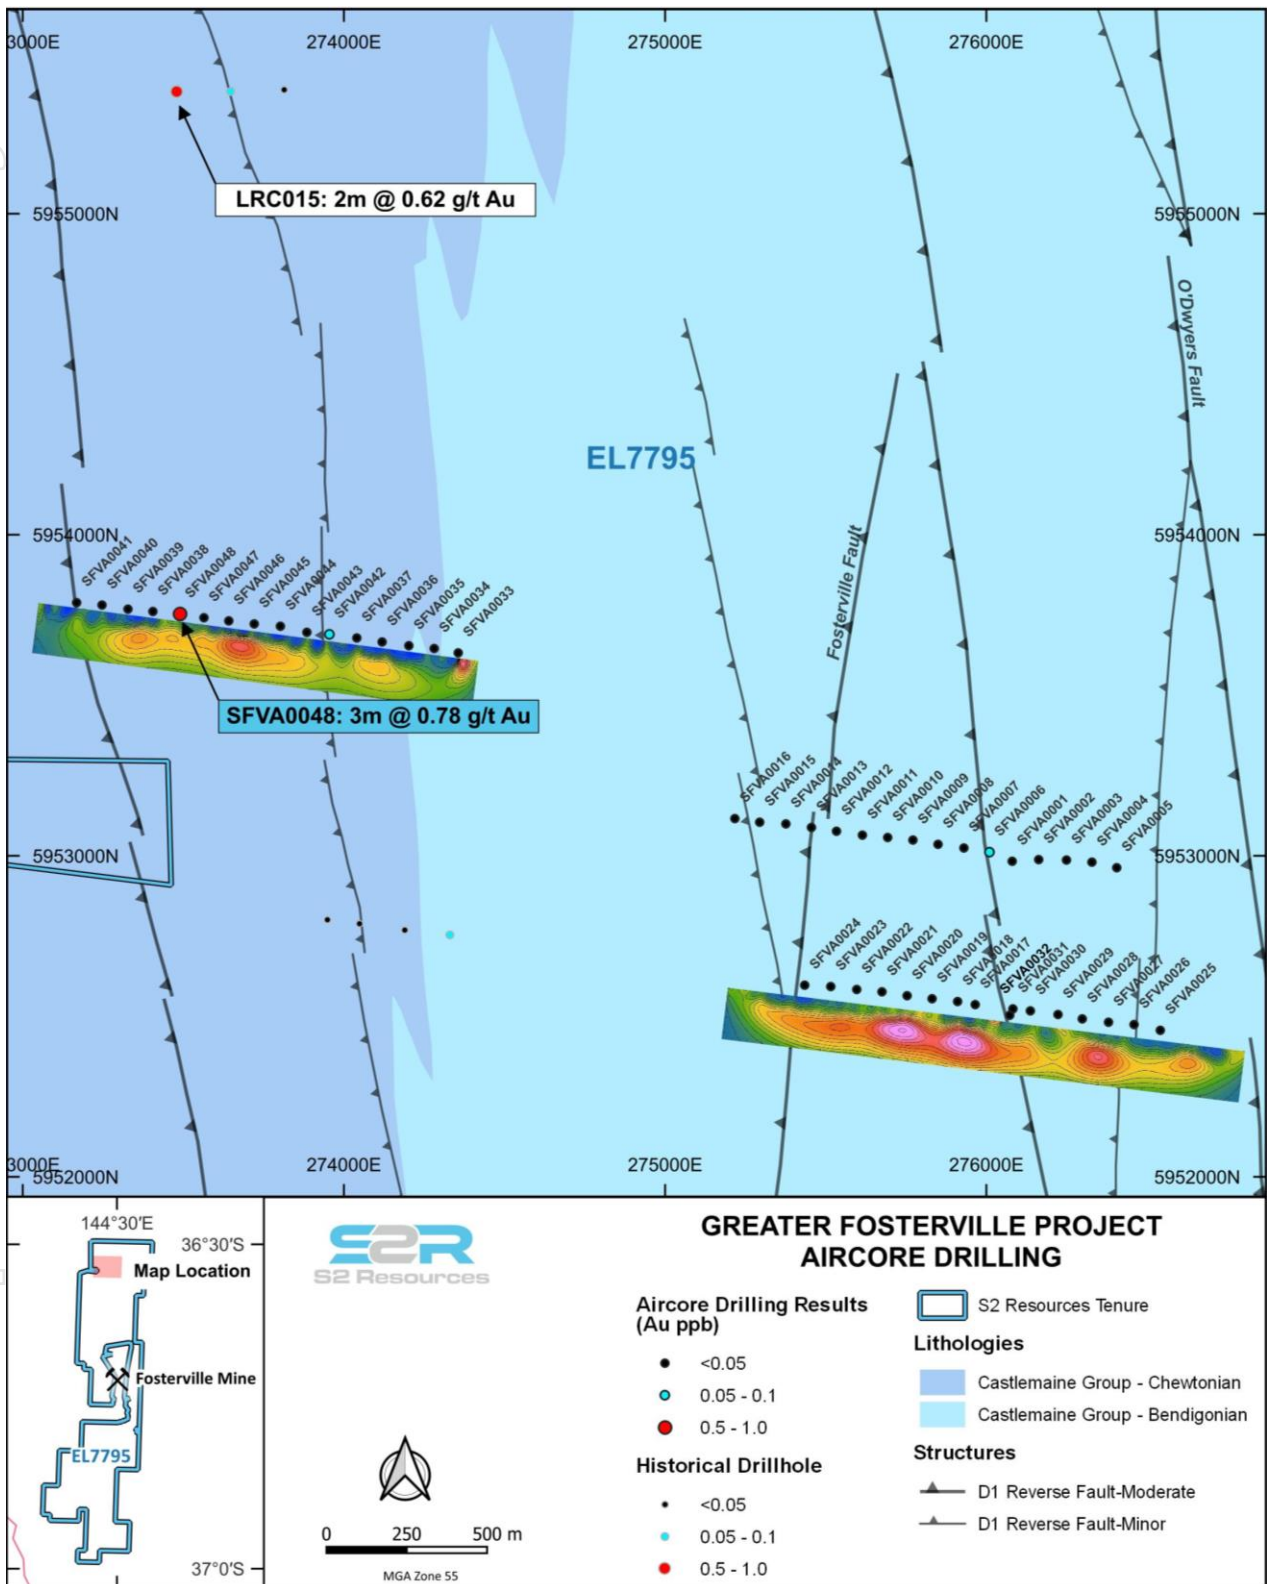 3000E
274000E
275000E
276000E
LRC015: 2m @ 0.62 g/t Au
5955000N
5955000N
O'Dwyers Fault
EL7795
5954000N
5954000N
Fosterville Fault
SFVA0041
SFVA0040
SFVA0039
SFVA0038
SFVA0048
SFVA0047
SFVA0046
SFVA0045
SFVA0044
SFVA0043
SFVA0042
SFVA0037
SFVA0036
SFVA0035
SFVA0034
SFVA0033
SFVA0048: 3m @ 0.78 g/t Au
SFVA0016
SFVA0015
SFVA0014
SFVA0013
SFVA0012
SFVA0011
SFVA0010
SFVA0009
SFVA0008
SFVA0007
SFVA0006
SFVA0001
SFVA0002
SFVA0003
SFVA0004
SFVA0005
5953000N
5953000N
SFVA0024
SFVA0023
SFVA0022
SFVA0021
SFVA0020
SFVA0019
SFVA0018
SFVA0017
SFVA0032
SFVA0031
SFVA0030
SFVA0029
SFVA0028
SFVA0027
SFVA0026
SFVA0025
3000E
274000E
275000E
276000E
5952000N
5952000N
144°30'E
36°30'S
Map Location
Fosterville Mine
EL7795
37°0'S
S2R
S2 Resources
0 250 500 m
MGA Zone 55
GREATER FOSTERVILLE PROJECT
AIRCORE DRILLING
Aircore Drilling Results
(Au ppb)
<0.05
0.05 - 0.1
0.5 - 1.0
Historical Drillhole
<0.05
0.05 - 0.1
0.5 - 1.0
S2 Resources Tenure
Lithologies
Castlemaine Group - Chewtonian
Castlemaine Group - Bendigonian
Structures
D1 Reverse Fault-Moderate
D1 Reverse Fault-Minor